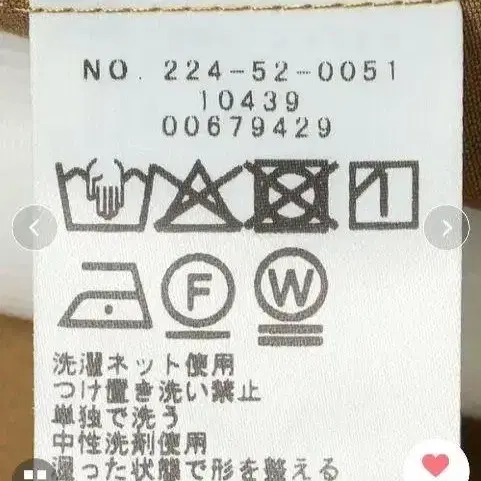 NO. 224-52-0051
10439
00679429
F W
洗濯ネット使用
つけ置き洗い禁止
単独で洗う
中性洗剤使用
湿った状態で形を整える